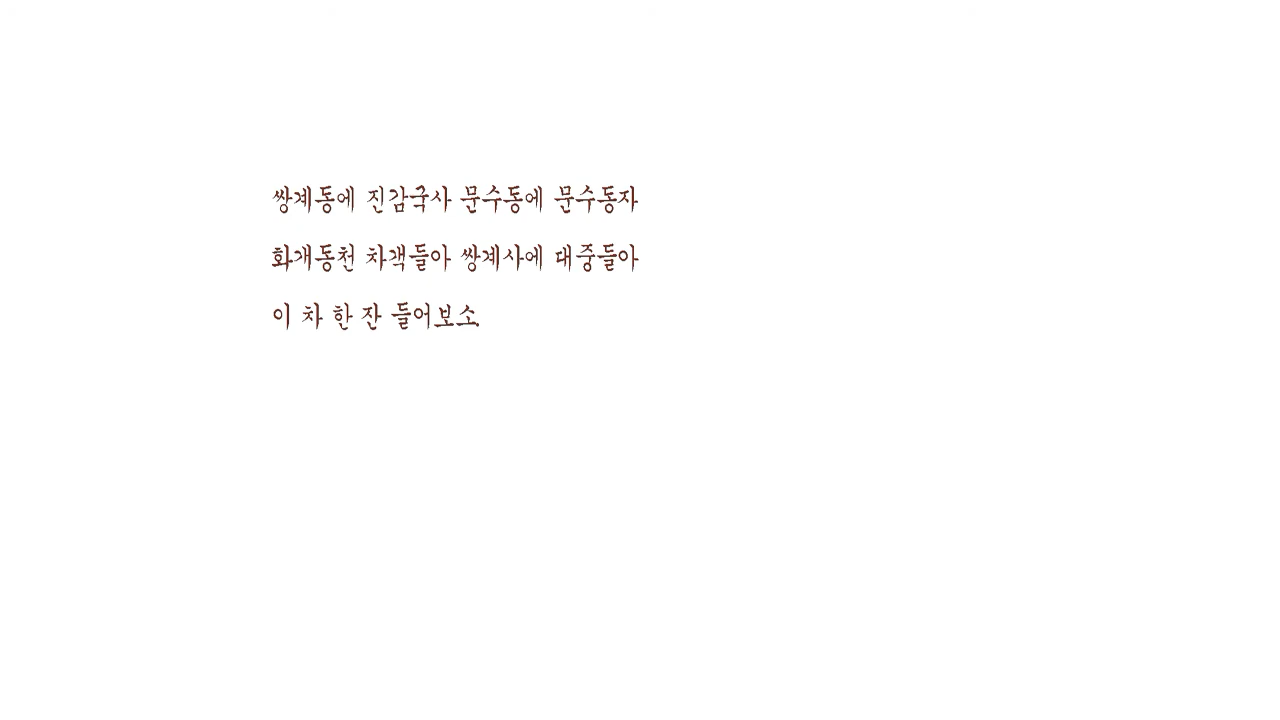 쌍계동에 진감국사 문수동에 문수동자
화개동천 차객들아 쌍계사에 대중들아
이 차 한 잔 들어보소